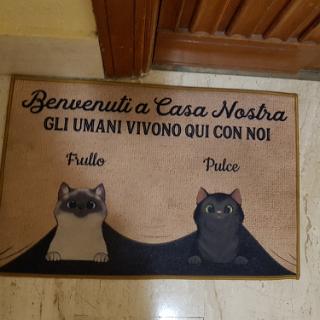 Benvenuti a Casa Nostra
GLI UMANI VIVONO QUI CON NOI
Frullo Pulce